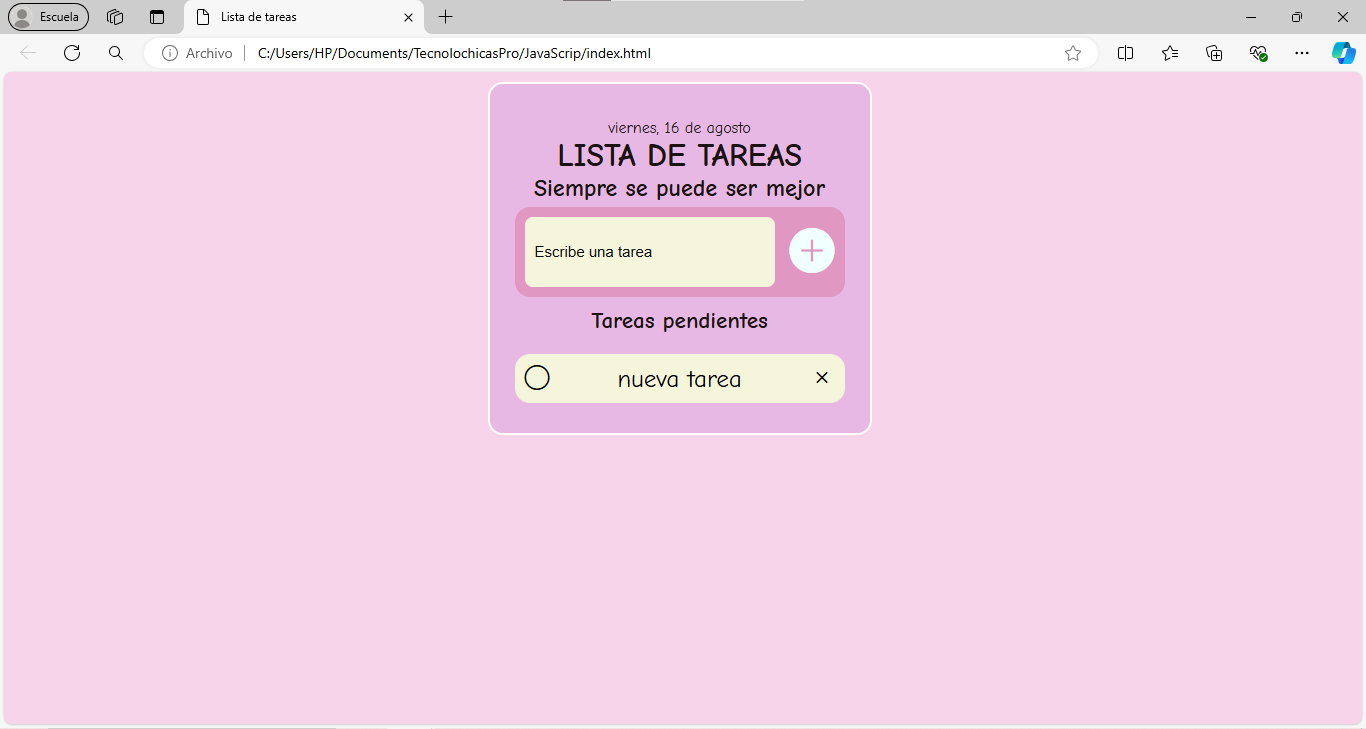 Escuela
Lista de tareas
Archivo
C:/Users/HP/Documents/TecnolochicasPro/JavaScrip/index.html
viernes, 16 de agosto
LISTA DE TAREAS
Siempre se puede ser mejor
Escribe una tarea
Tareas pendientes
nueva tarea